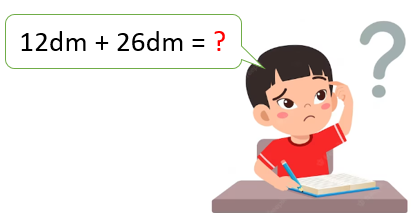 12dm + 26dm = ?
?